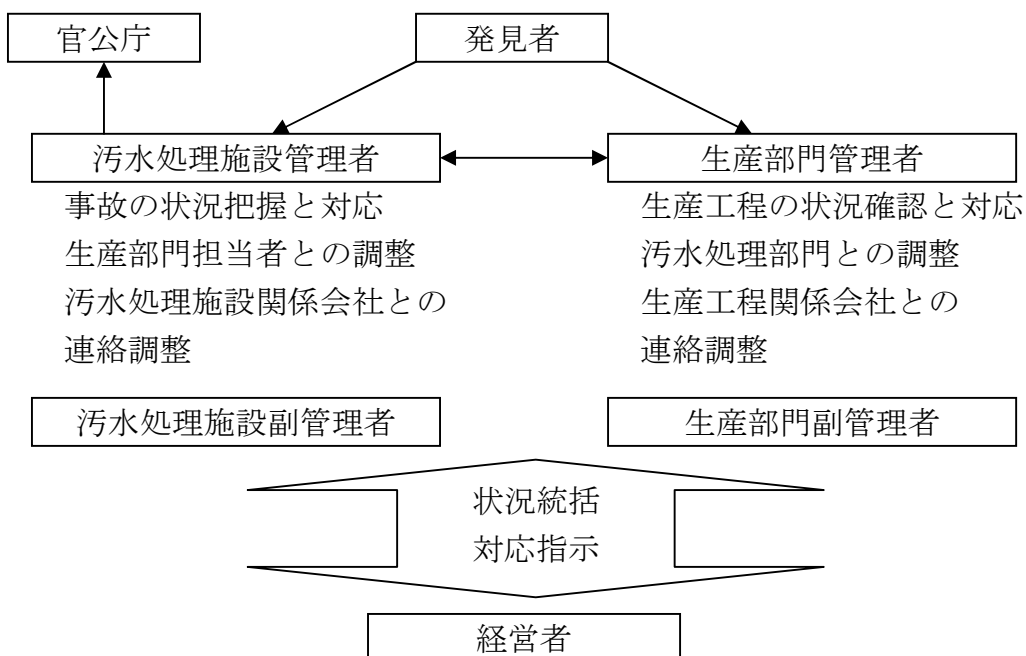 官公庁
発見者
汚水処理施設管理者
事故の状況把握と対応
生産部門担当者との調整
汚水処理施設関係会社との
連絡調整
生産部門管理者
生産工程の状況確認と対応
汚水処理部門との調整
生産工程関係会社との
連絡調整
汚水処理施設副管理者
生産部門副管理者
状況統括
対応指示
経営者